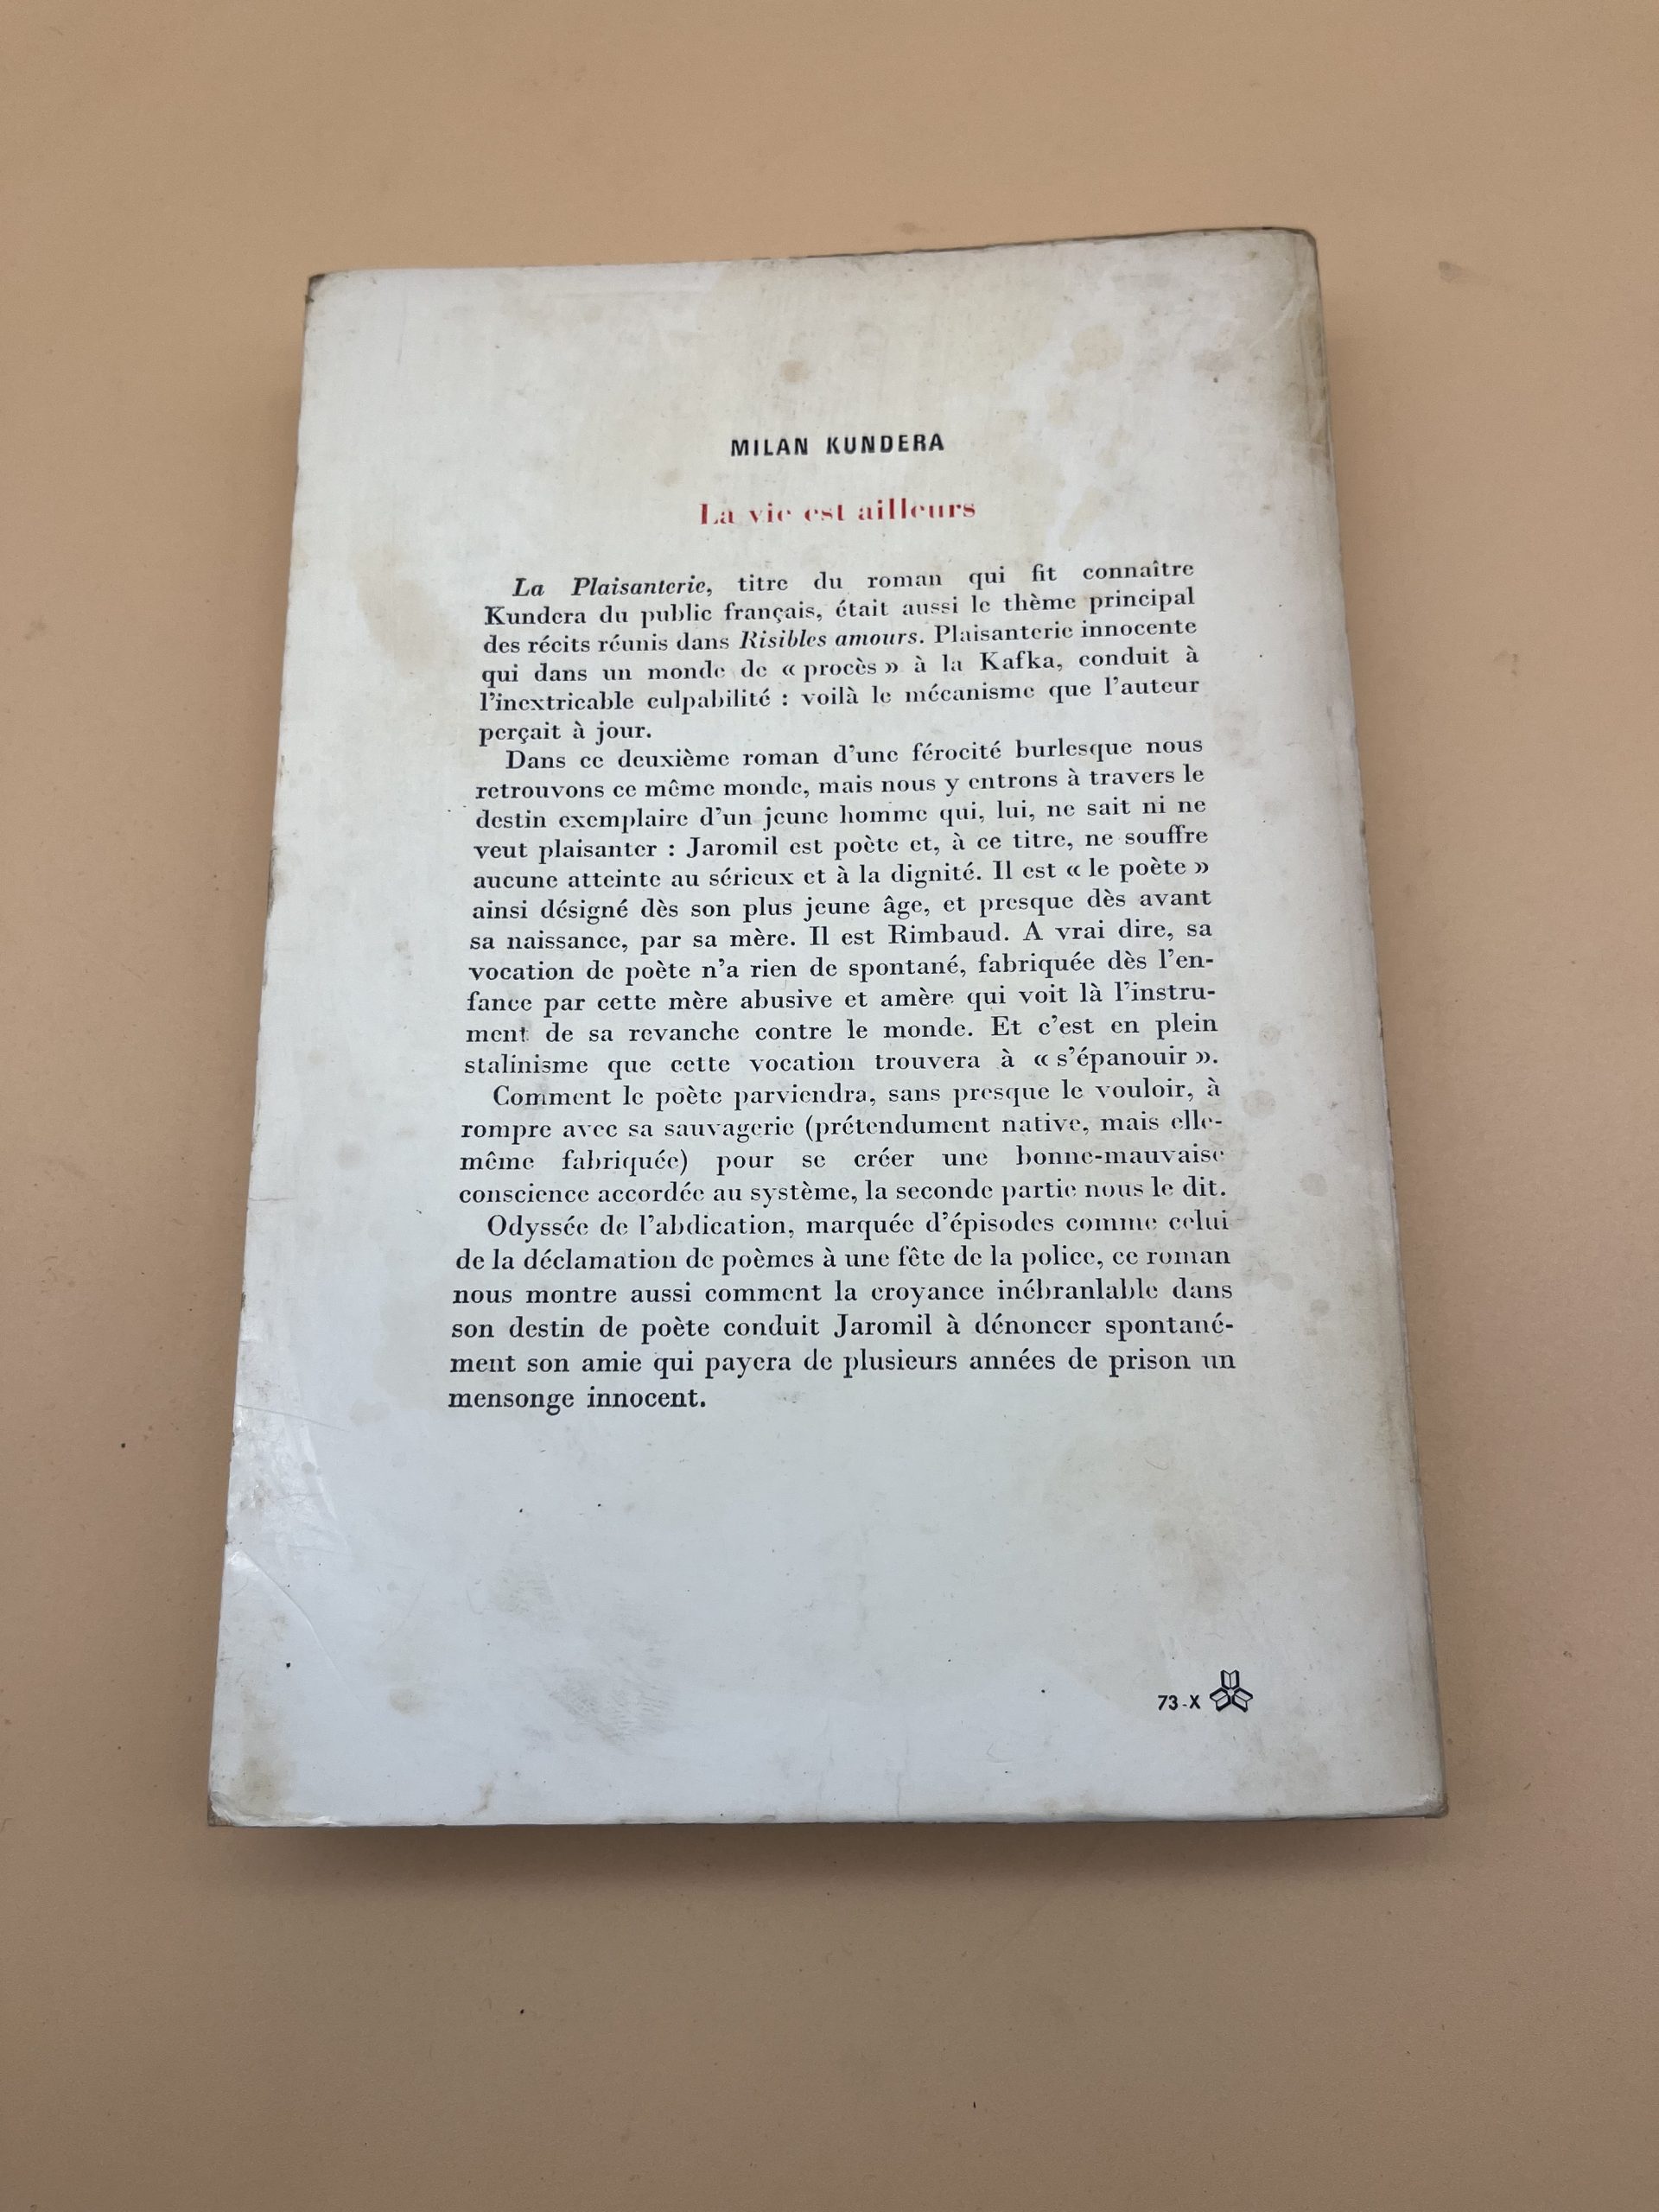 MILAN KUNDERA
La vie est ailleurs
La Plaisanterie, titre du roman qui fit connaître
Kundera du public français, était aussi le thème principal
des récits réunis dans Risibles amours. Plaisanterie innocente
qui dans un monde de « procès » à la Kafka, conduit à
l'inextricable culpabilité : voilà le mécanisme que l'auteur
perçait à jour.
Dans ce deuxième roman d'une férocité burlesque nous
retrouvons ce même monde, mais nous y entrons à travers le
destin exemplaire d'un jeune homme qui, lui, ne sait ni ne
veut plaisanter : Jaromil est poète et, à ce titre, ne souffre
aucune atteinte au sérieux et à la dignité. Il est « le poète »
ainsi désigné dès son plus jeune âge, et presque dès avant
sa naissance, par sa mère. Il est Rimbaud. A vrai dire, sa
vocation de poète n'a rien de spontané, fabriquée dès l'en-
fance par cette mère abusive et amère qui voit là l'instru-
ment de sa revanche contre le monde. Et c'est en plein
stalinisme que cette vocation trouvera à « s'épanouir ».
Comment le poète parviendra, sans presque le vouloir, à
rompre avec sa sauvagerie (prétendument native, mais elle-
même fabriquée) pour se créer une bonne-mauvaise
conscience accordée au système, la seconde partie nous le dit.
Odyssée de l'abdication, marquée d'épisodes comme celui
de la déclamation de poèmes à une fête de la police, ce roman
nous montre aussi comment la croyance inébranlable dans
son destin de poète conduit Jaromil à dénoncer spontané-
ment son amie qui payera de plusieurs années de prison un
mensonge innocent.
73-X